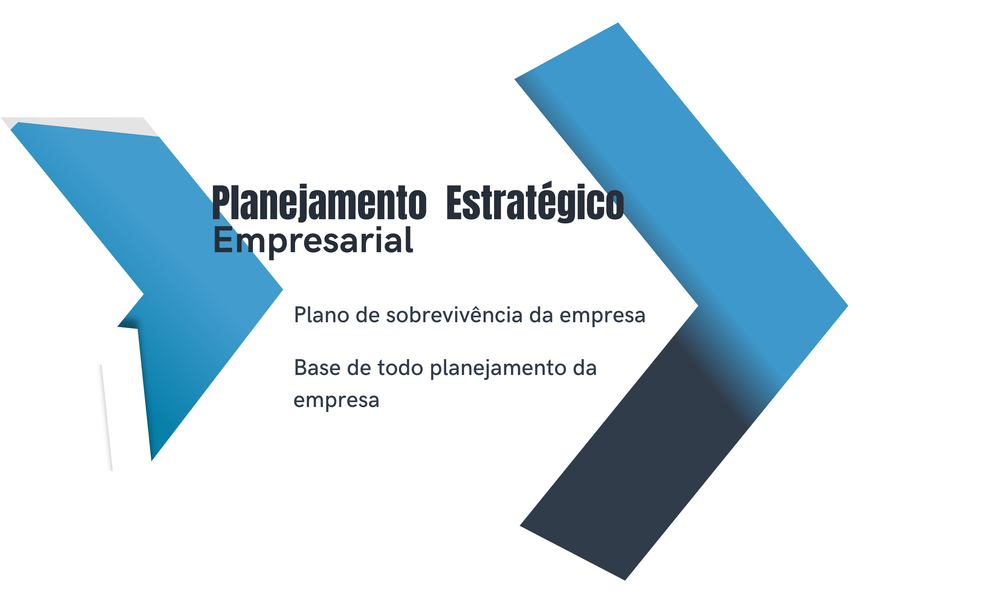 Planejamento Estratégico
Empresarial
Plano de sobrevivência da empresa
Base de todo planejamento da
empresa